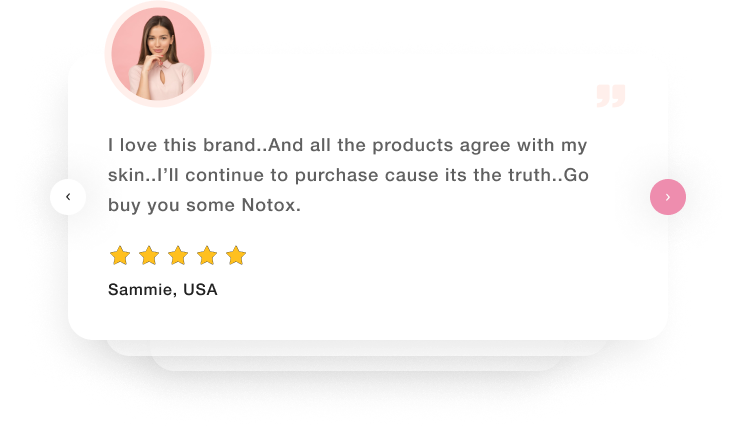 I love this brand..And all the products agree with my
skin..I’ll continue to purchase cause its the truth..Go
buy you some Notox.
Sammie, USA